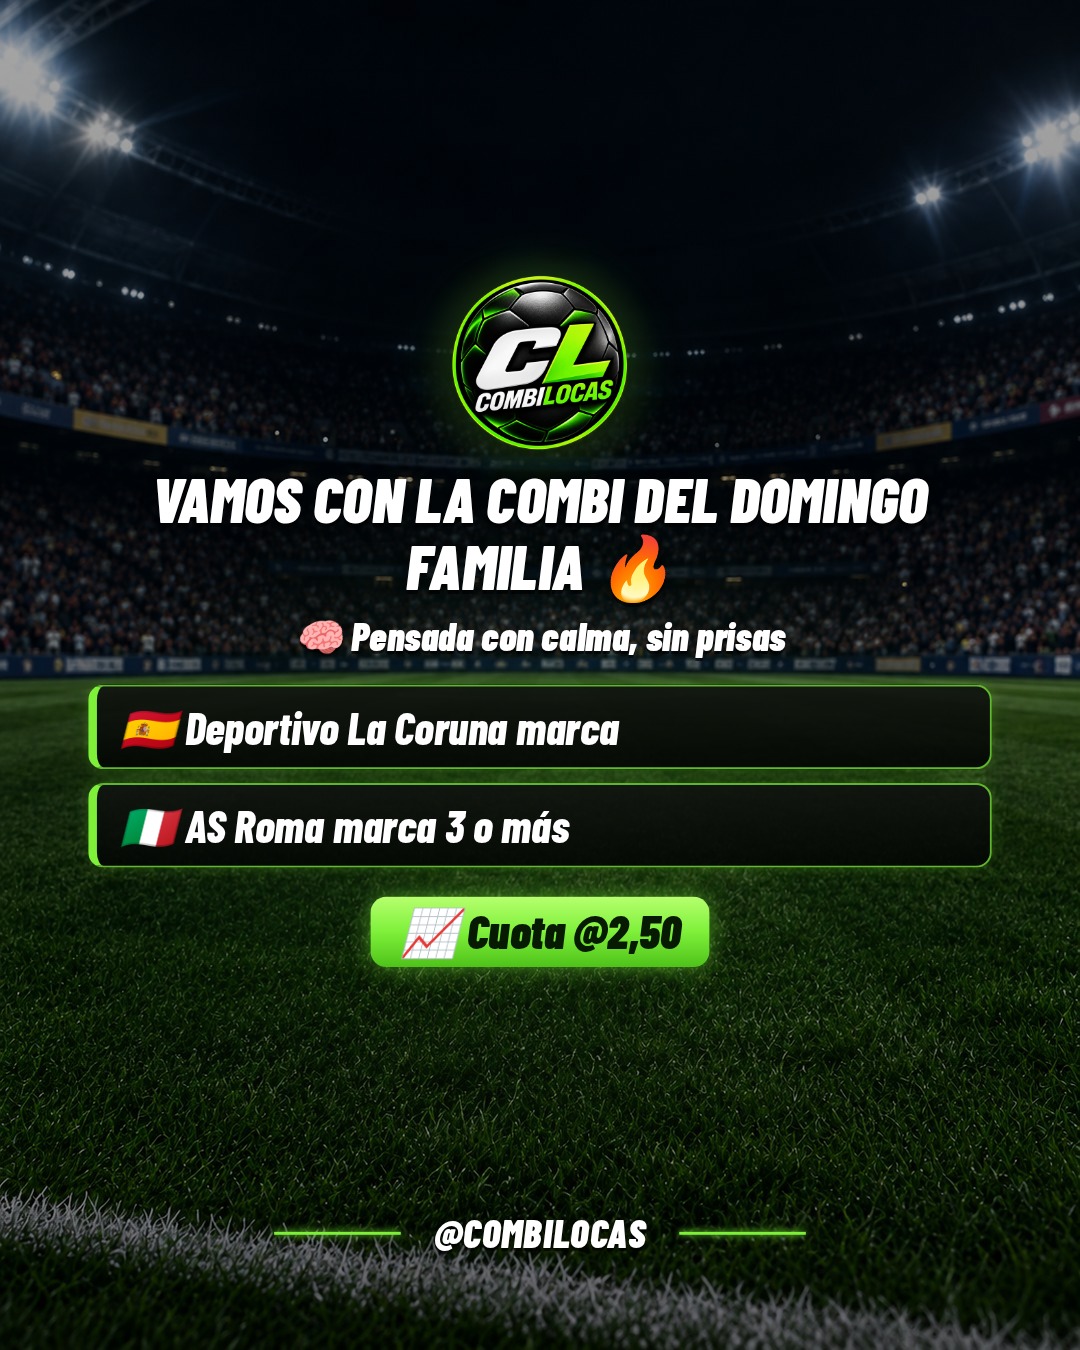 CL
COMBILOCAS
VAMOS CON LA COMBI DEL DOMINGO
FAMILIA 🔥
🧠 Pensada con calma, sin prisas
🇪🇸 Deportivo La Coruna marca
🇮🇹 AS Roma marca 3 o más
📈 Cuota @2,50
@COMBILOCAS